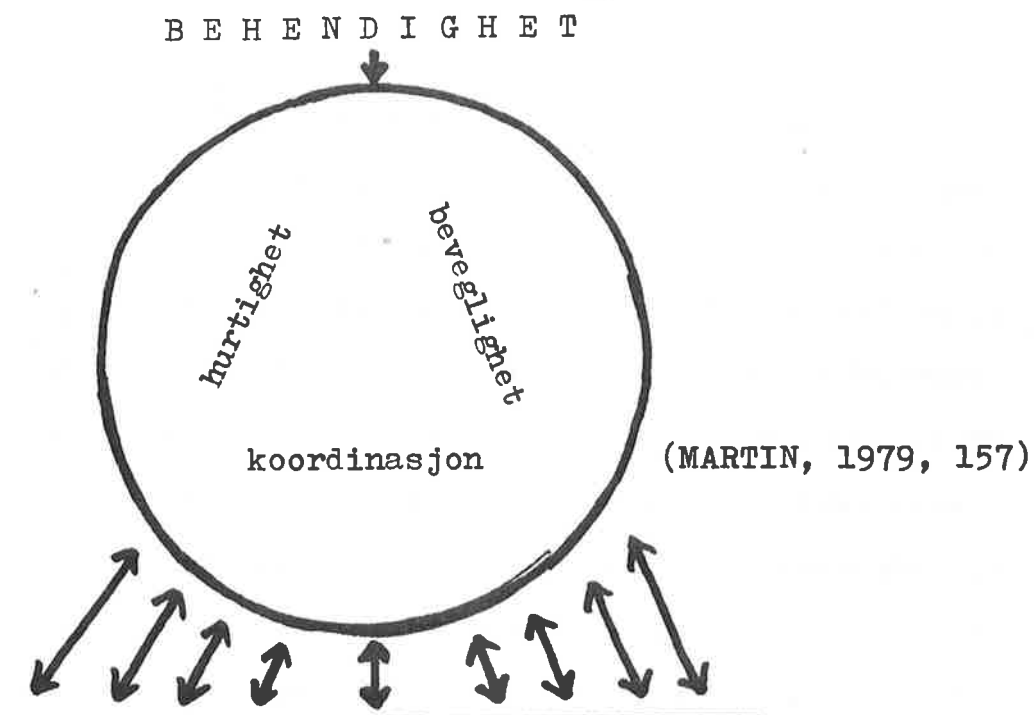 BEHENDIGHET
hurtighet
beveglighet
koordinasjon
(MARTIN, 1979, 157)